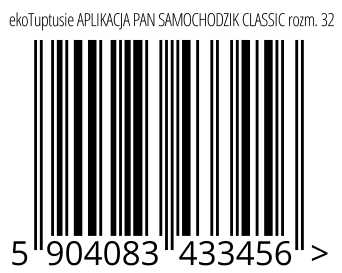 ekoTuptusie APLIKACJA PAN SAMOCHODZIK CLASSIC rozm. 32
5 904083 433456 >